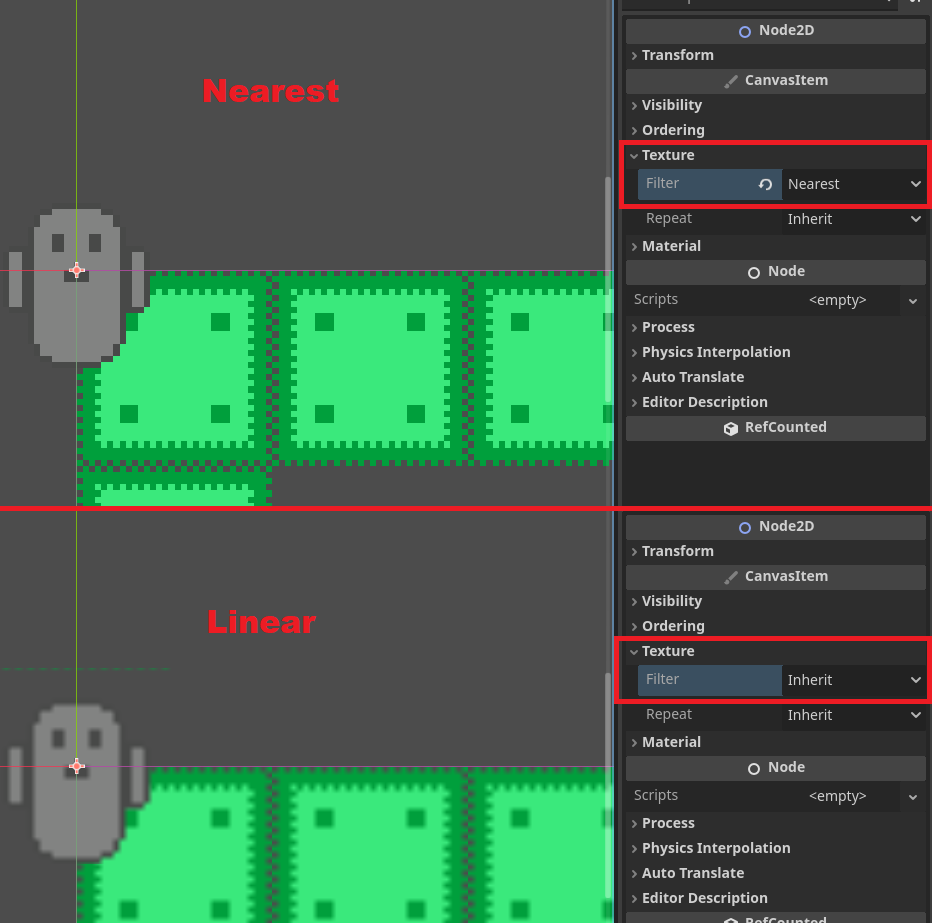 Node2D
Transform
CanvasItem
Nearest
Visibility
Ordering
Texture
Filter Nearest
Repeat Inherit
Material
Node
Scripts <empty>
Process
Physics Interpolation
Auto Translate
Editor Description
RefCounted
Node2D
Transform
CanvasItem
Visibility
Linear
Ordering
Texture
Filter Inherit
Repeat Inherit
Material
Node
Scripts <empty>
Process
Physics Interpolation
Auto Translate
Editor Description
RefCounted